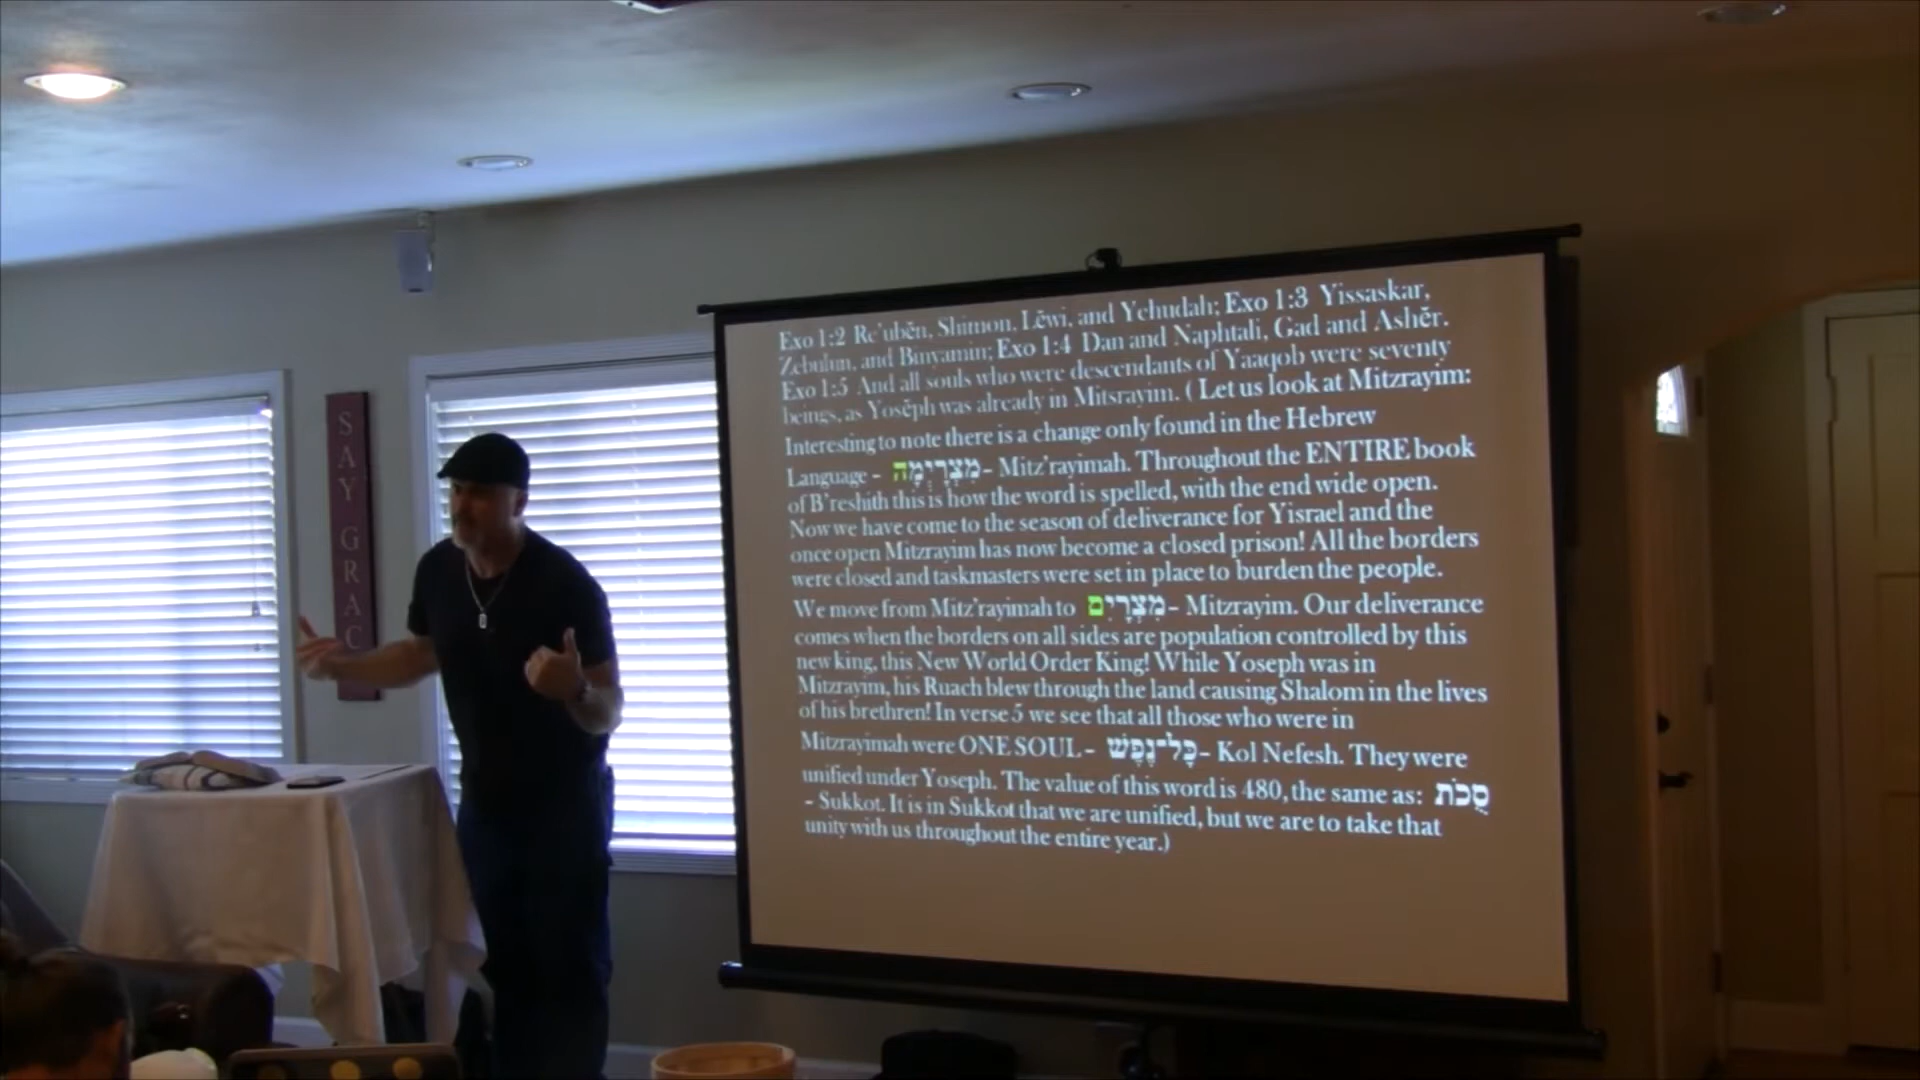 SAY GRAC
Exo 1:2 Re'ubĕn, Shimon, Lĕwi, and Yehudah; Exo 1:3 Yissaskar,
Zebulun, and Binyamin; Exo 1:4 Dan and Naphtali, Gad and Ashĕr.
Exo 1:5 And all souls who were descendants of Yaaqob were seventy
beings, as Yosĕph was already in Mitsrayim. ( Let us look at Mitzrayim:
Interesting to note there is a change only found in the Hebrew
Language - מִצְרָיְמָה - Mitz'rayimah. Throughout the ENTIRE book
of B'reshith this is how the word is spelled, with the end wide open.
Now we have come to the season of deliverance for Yisrael and the
once open Mitzrayim has now become a closed prison! All the borders
were closed and taskmasters were set in place to burden the people.
We move from Mitz'rayimah to מִצְרָיִם - Mitzrayim. Our deliverance
comes when the borders on all sides are population controlled by this
new king, this New World Order King! While Yoseph was in
Mitzrayim, his Ruach blew through the land causing Shalom in the lives
of his brethren! In verse 5 we see that all those who were in
Mitzrayimah were ONE SOUL - כָּל־נֶפֶשׁ - Kol Nefesh. They were
unified under Yoseph. The value of this word is 480, the same as: סֻכֹּת
- Sukkot. It is in Sukkot that we are unified, but we are to take that
unity with us throughout the entire year.)